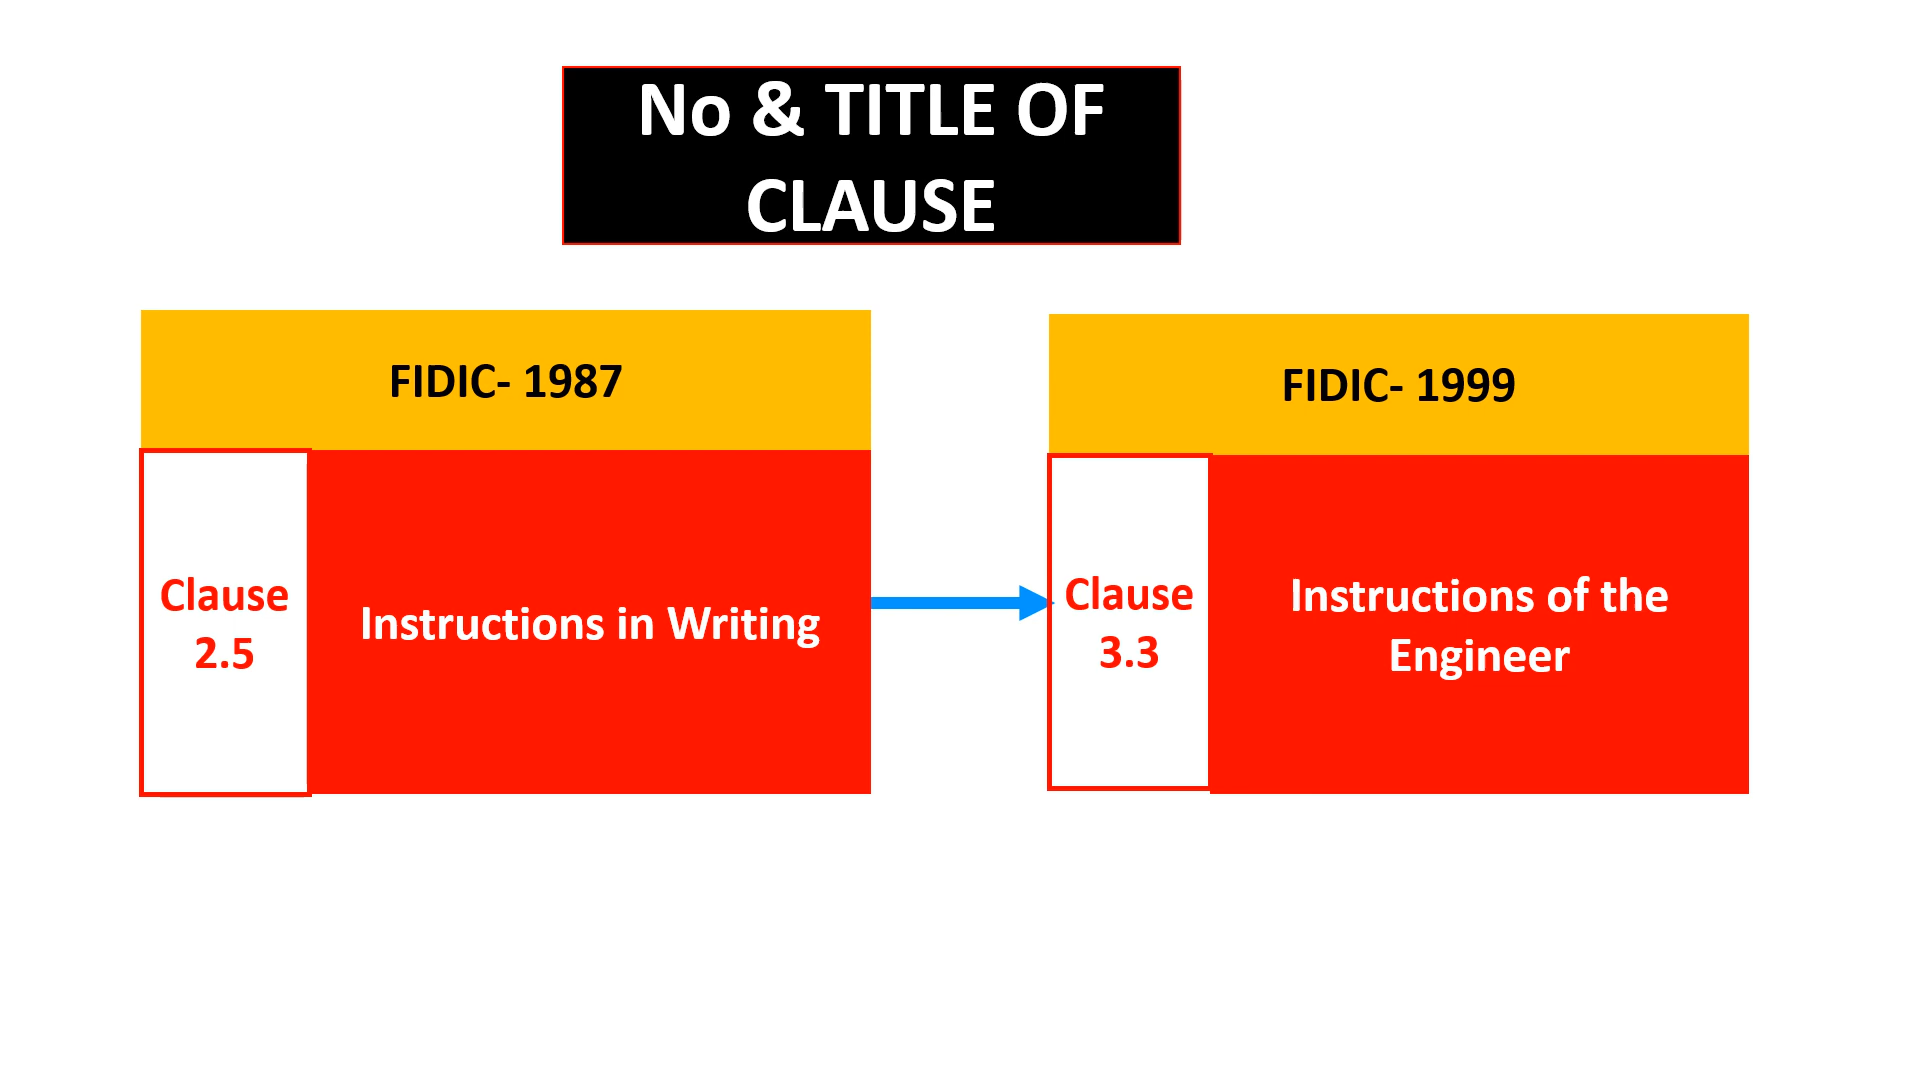 No & TITLE OF
CLAUSE
FIDIC- 1987
Clause
2.5
Instructions in Writing
FIDIC- 1999
Clause
3.3
Instructions of the
Engineer